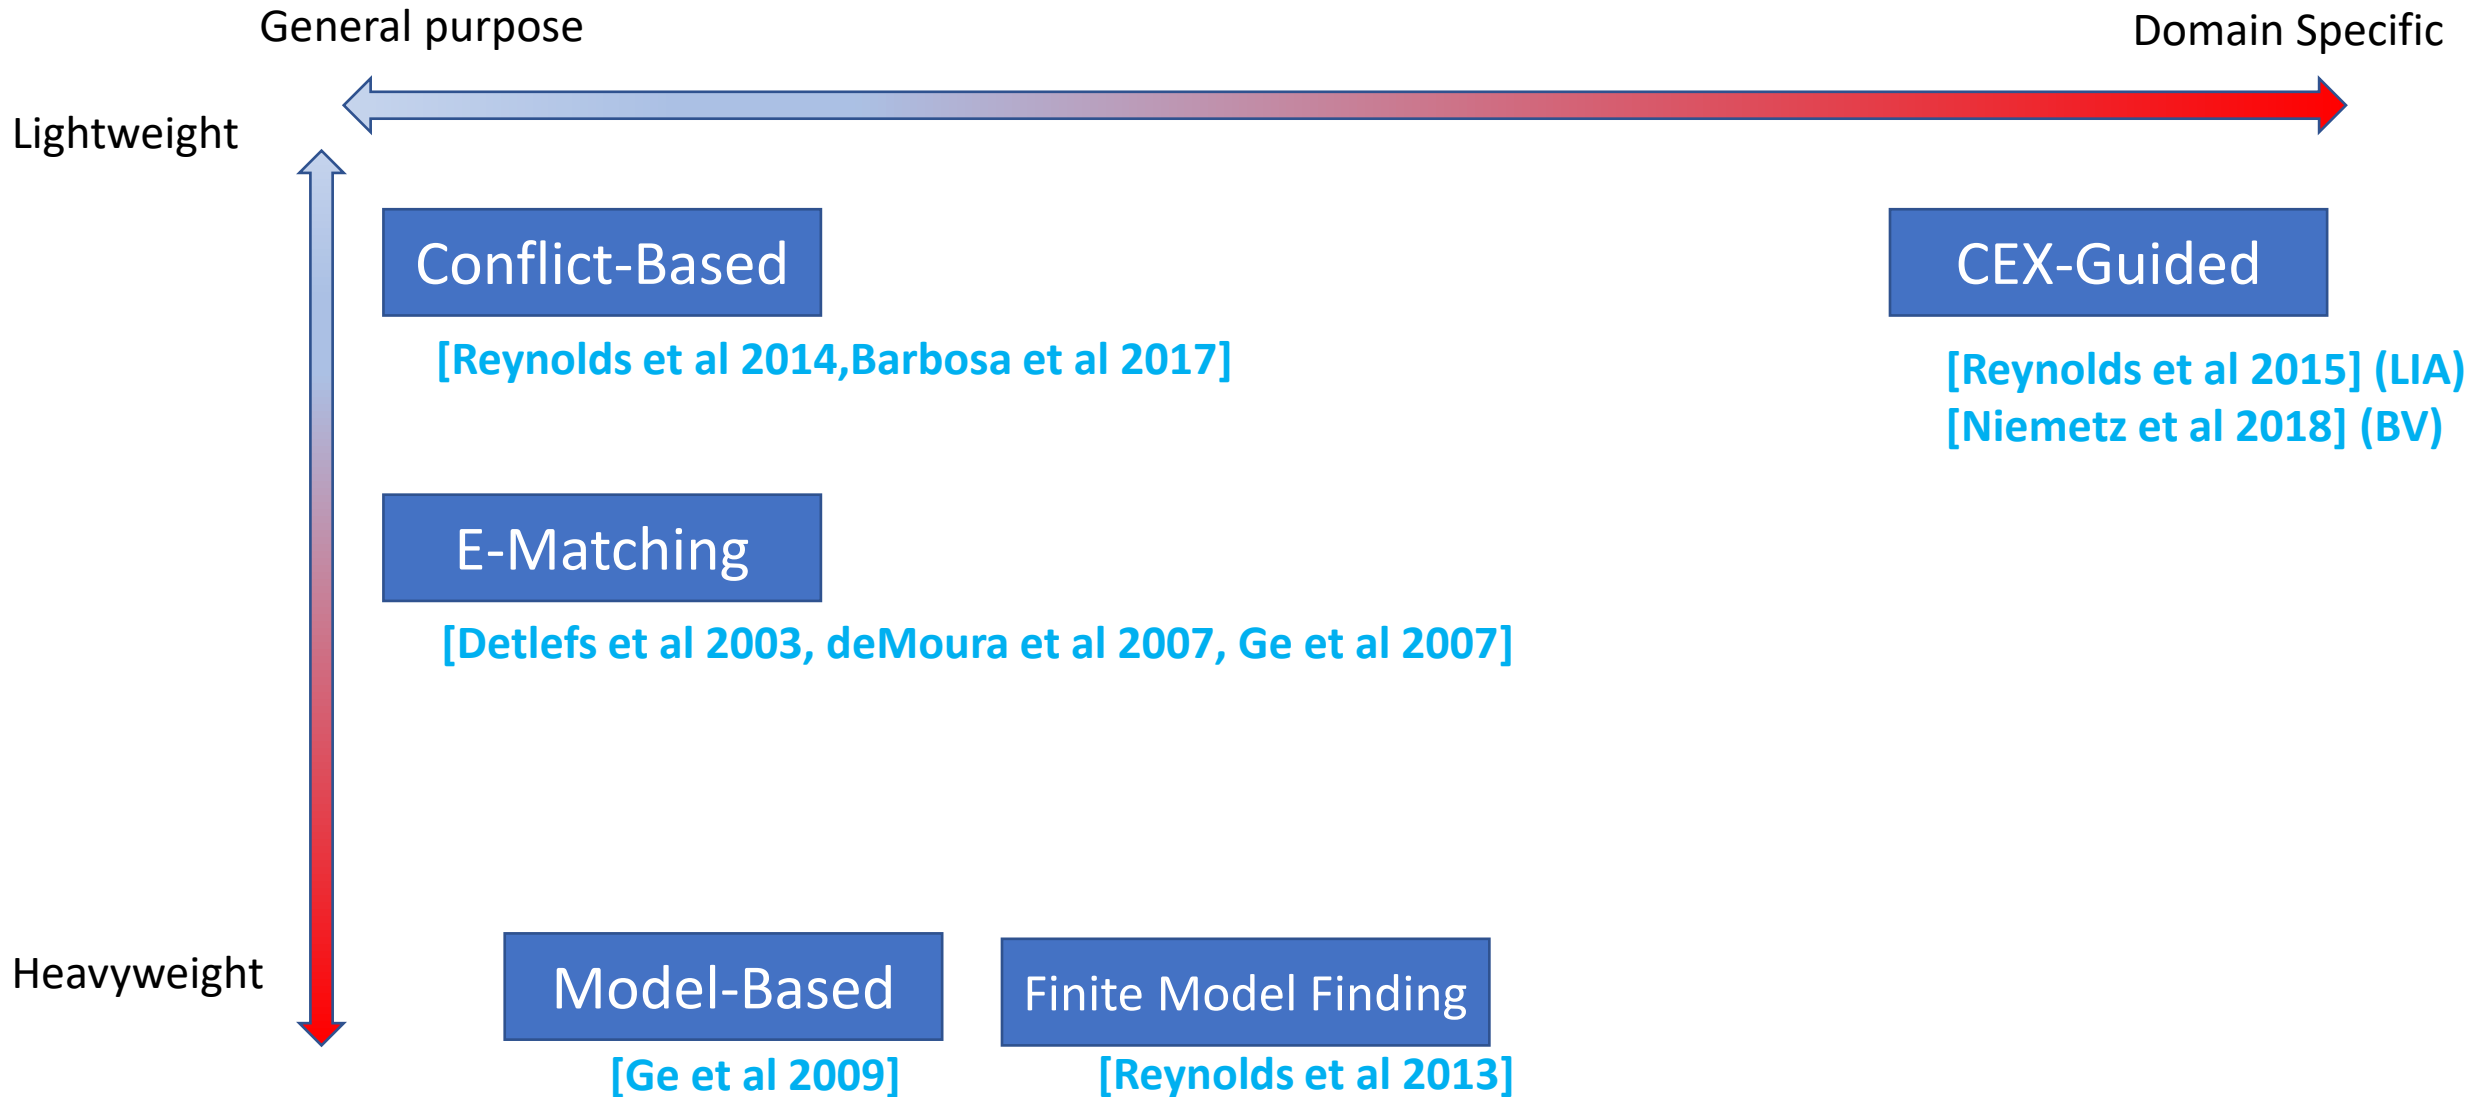 General purpose
Domain Specific
Lightweight
Conflict-Based
CEX-Guided
[Reynolds et al 2014,Barbosa et al 2017]
[Reynolds et al 2015] (LIA)
[Niemetz et al 2018] (BV)
E-Matching
[Detlefs et al 2003, deMoura et al 2007, Ge et al 2007]
Heavyweight
Model-Based
Finite Model Finding
[Ge et al 2009]
[Reynolds et al 2013]